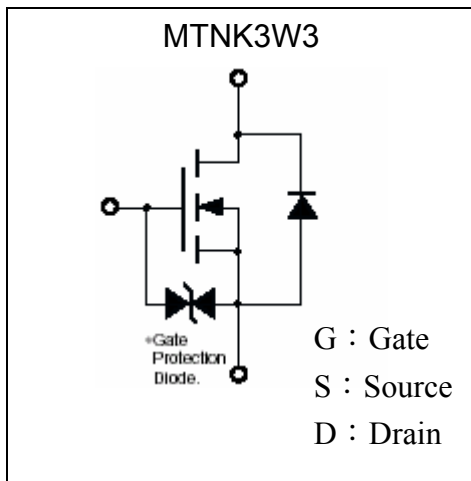 MTNK3W3
*Gate
Protection
Diode.
G：Gate
S：Source
D：Drain